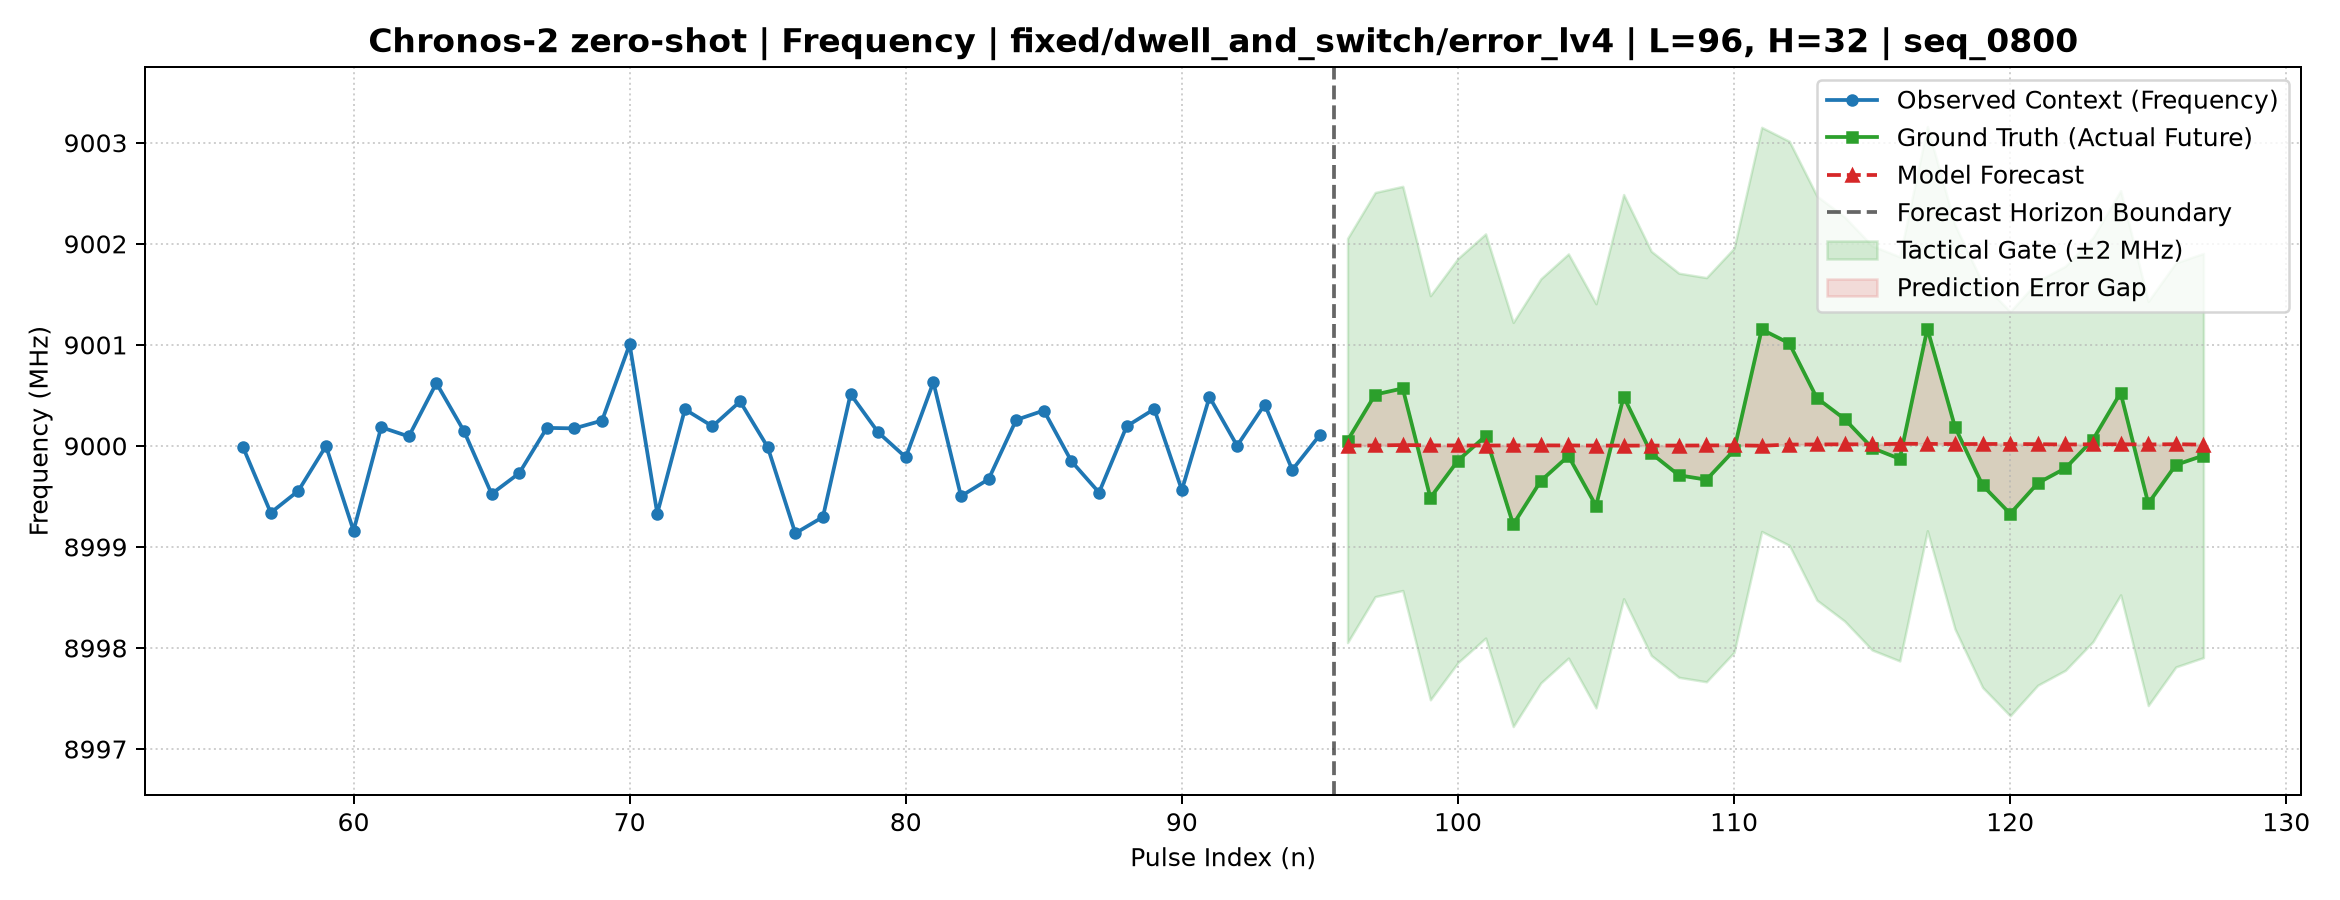 Chronos-2 zero-shot | Frequency | fixed/dwell_and_switch/error_lv4 | L=96, H=32 | seq_0800
Observed Context (Frequency)
Ground Truth (Actual Future)
Model Forecast
Forecast Horizon Boundary
Tactical Gate (±2 MHz)
Prediction Error Gap
Frequency (MHz)
9003
9002
9001
9000
8999
8998
8997
60
70
80
90
100
110
120
130
Pulse Index (n)